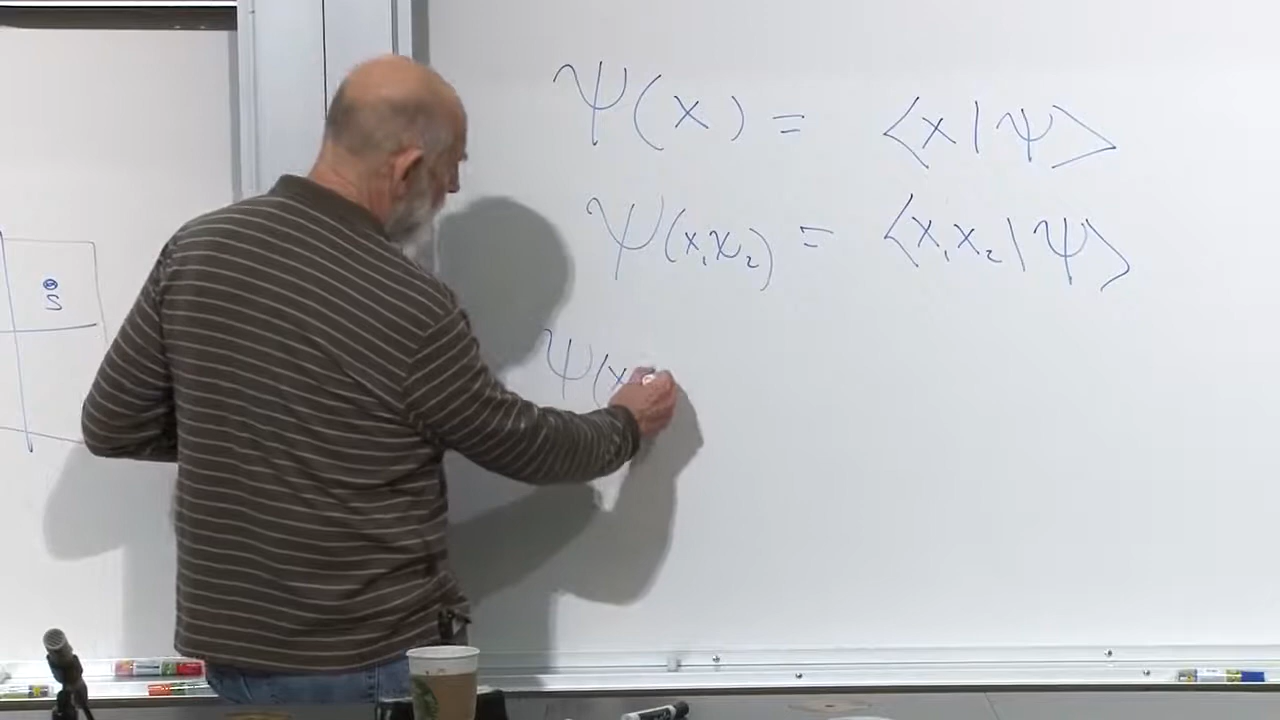 Ψ(x) = ⟨x|Ψ⟩
Ψ(x₁x₂) = ⟨x₁x₂|Ψ⟩
Ψ(x
S